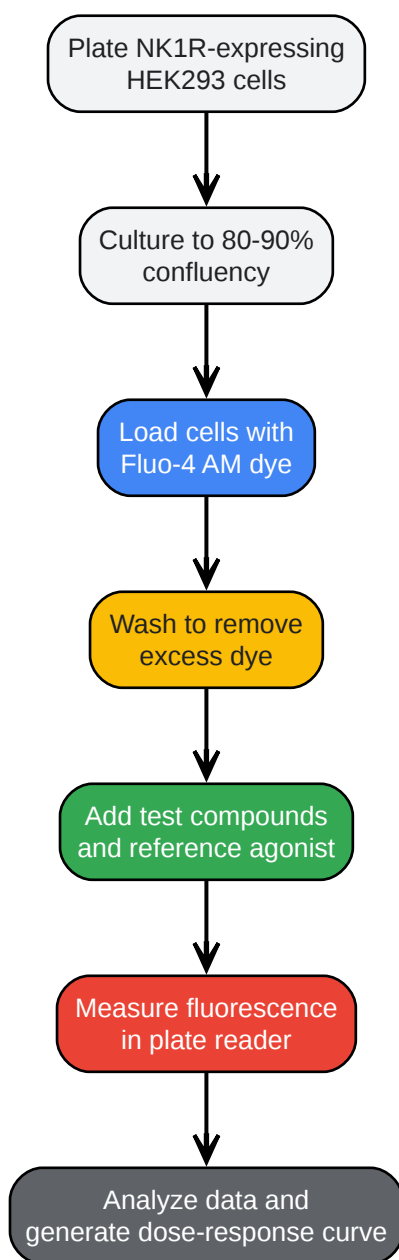 Plate NK1R-expressing
HEK293 cells
Culture to 80-90%
confluency
Load cells with
Fluo-4 AM dye
Wash to remove
excess dye
Add test compounds
and reference agonist
Measure fluorescence
in plate reader
Analyze data and
generate dose-response curve